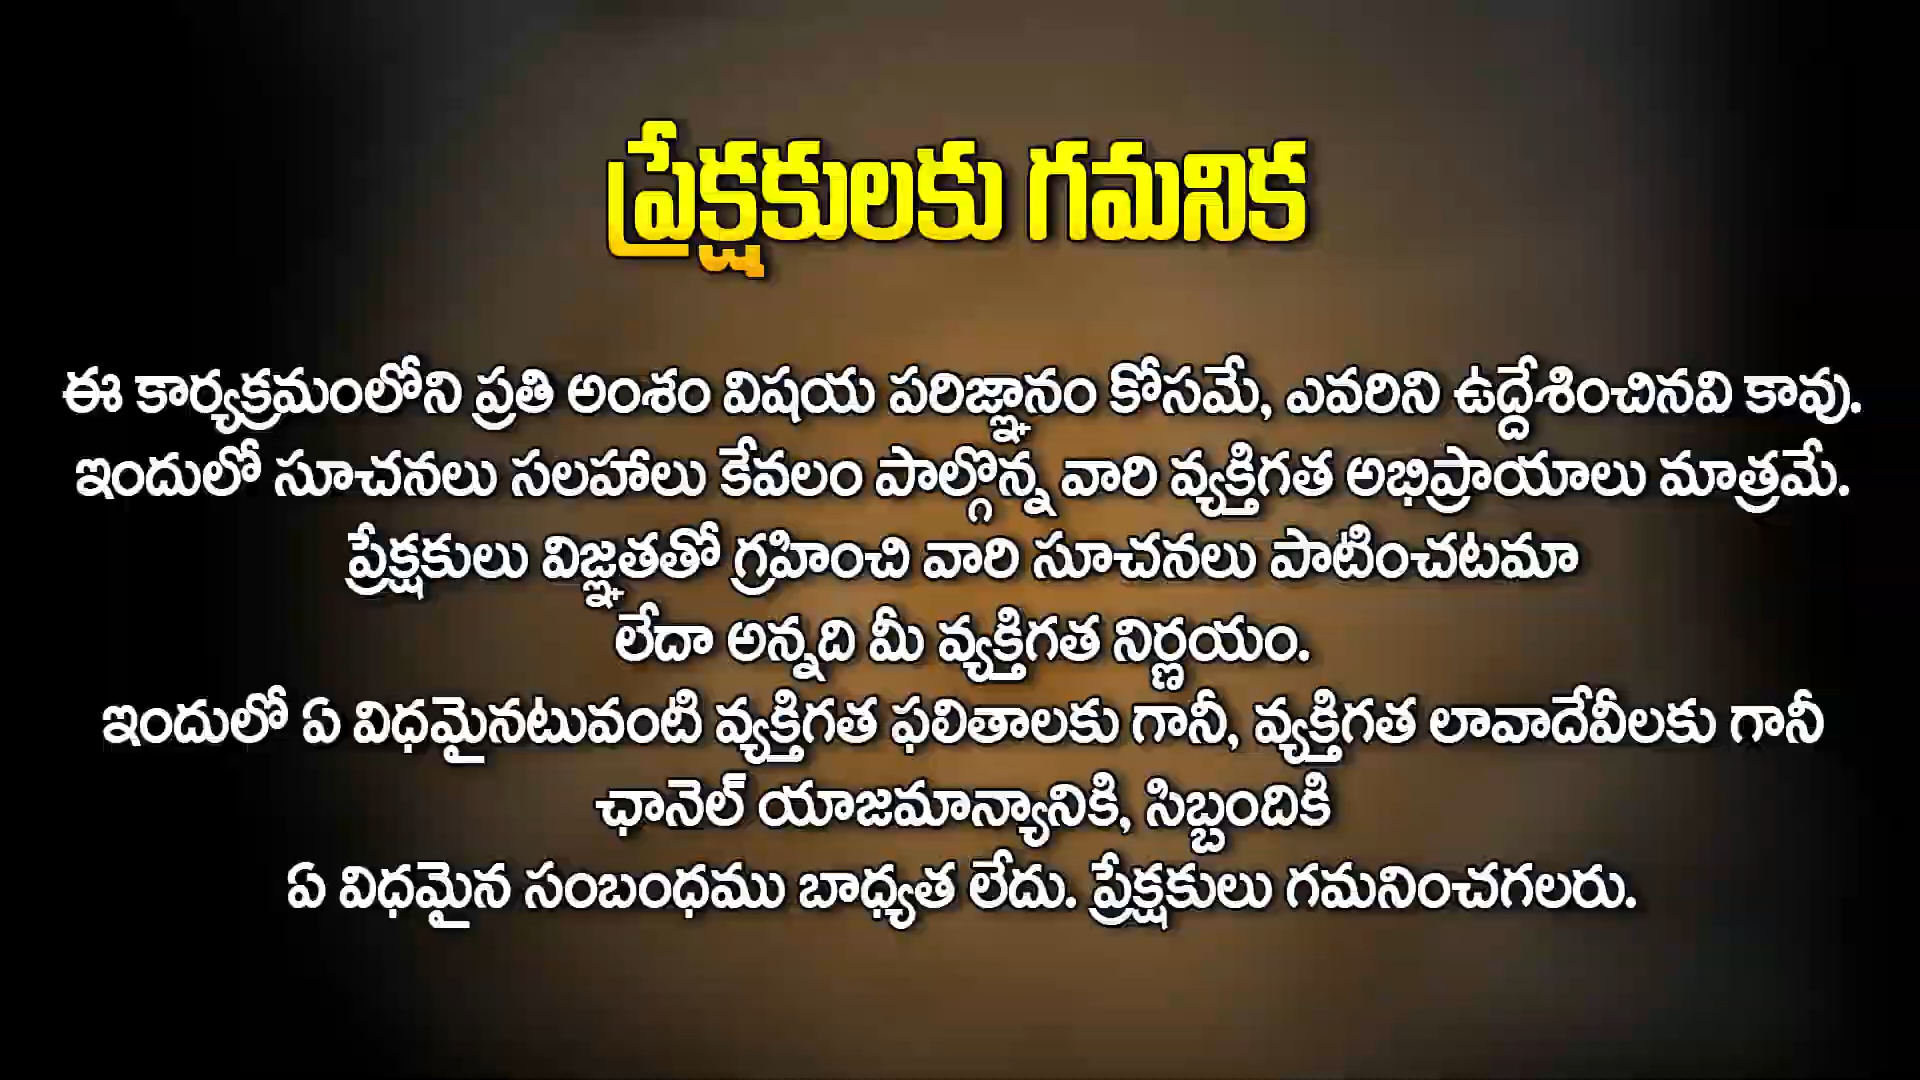 ప్రేక్షకులకు గమనిక
ఈ కార్యక్రమంలోని ప్రతి అంశం విషయ పరిజ్ఞానం కోసమే, ఎవరిని ఉద్దేశించినవి కావు.
ఇందులో సూచనలు సలహాలు కేవలం పాల్గొన్న వారి వ్యక్తిగత అభిప్రాయాలు మాత్రమే.
ప్రేక్షకులు విజ్ఞతతో గ్రహించి వారి సూచనలు పాటించటమా
లేదా అన్నది మీ వ్యక్తిగత నిర్ణయం.
ఇందులో ఏ విధమైనటువంటి వ్యక్తిగత ఫలితాలకు గానీ, వ్యక్తిగత లావాదేవీలకు గానీ
ఛానెల్ యాజమాన్యానికి, సిబ్బందికి
ఏ విధమైన సంబంధము బాధ్యత లేదు. ప్రేక్షకులు గమనించగలరు.